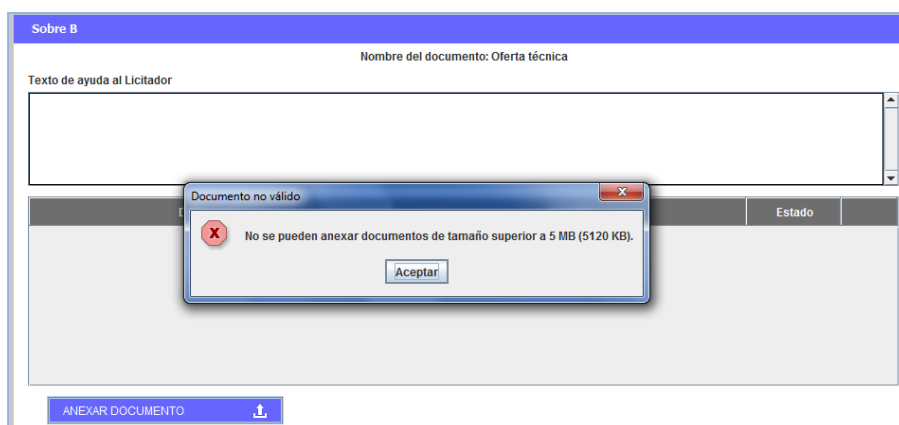 Sobre B
Nombre del documento: Oferta técnica
Texto de ayuda al Licitador
Documento no válido
Estado
No se pueden anexar documentos de tamaño superior a 5 MB (5120 KB).
Aceptar
ANEXAR DOCUMENTO